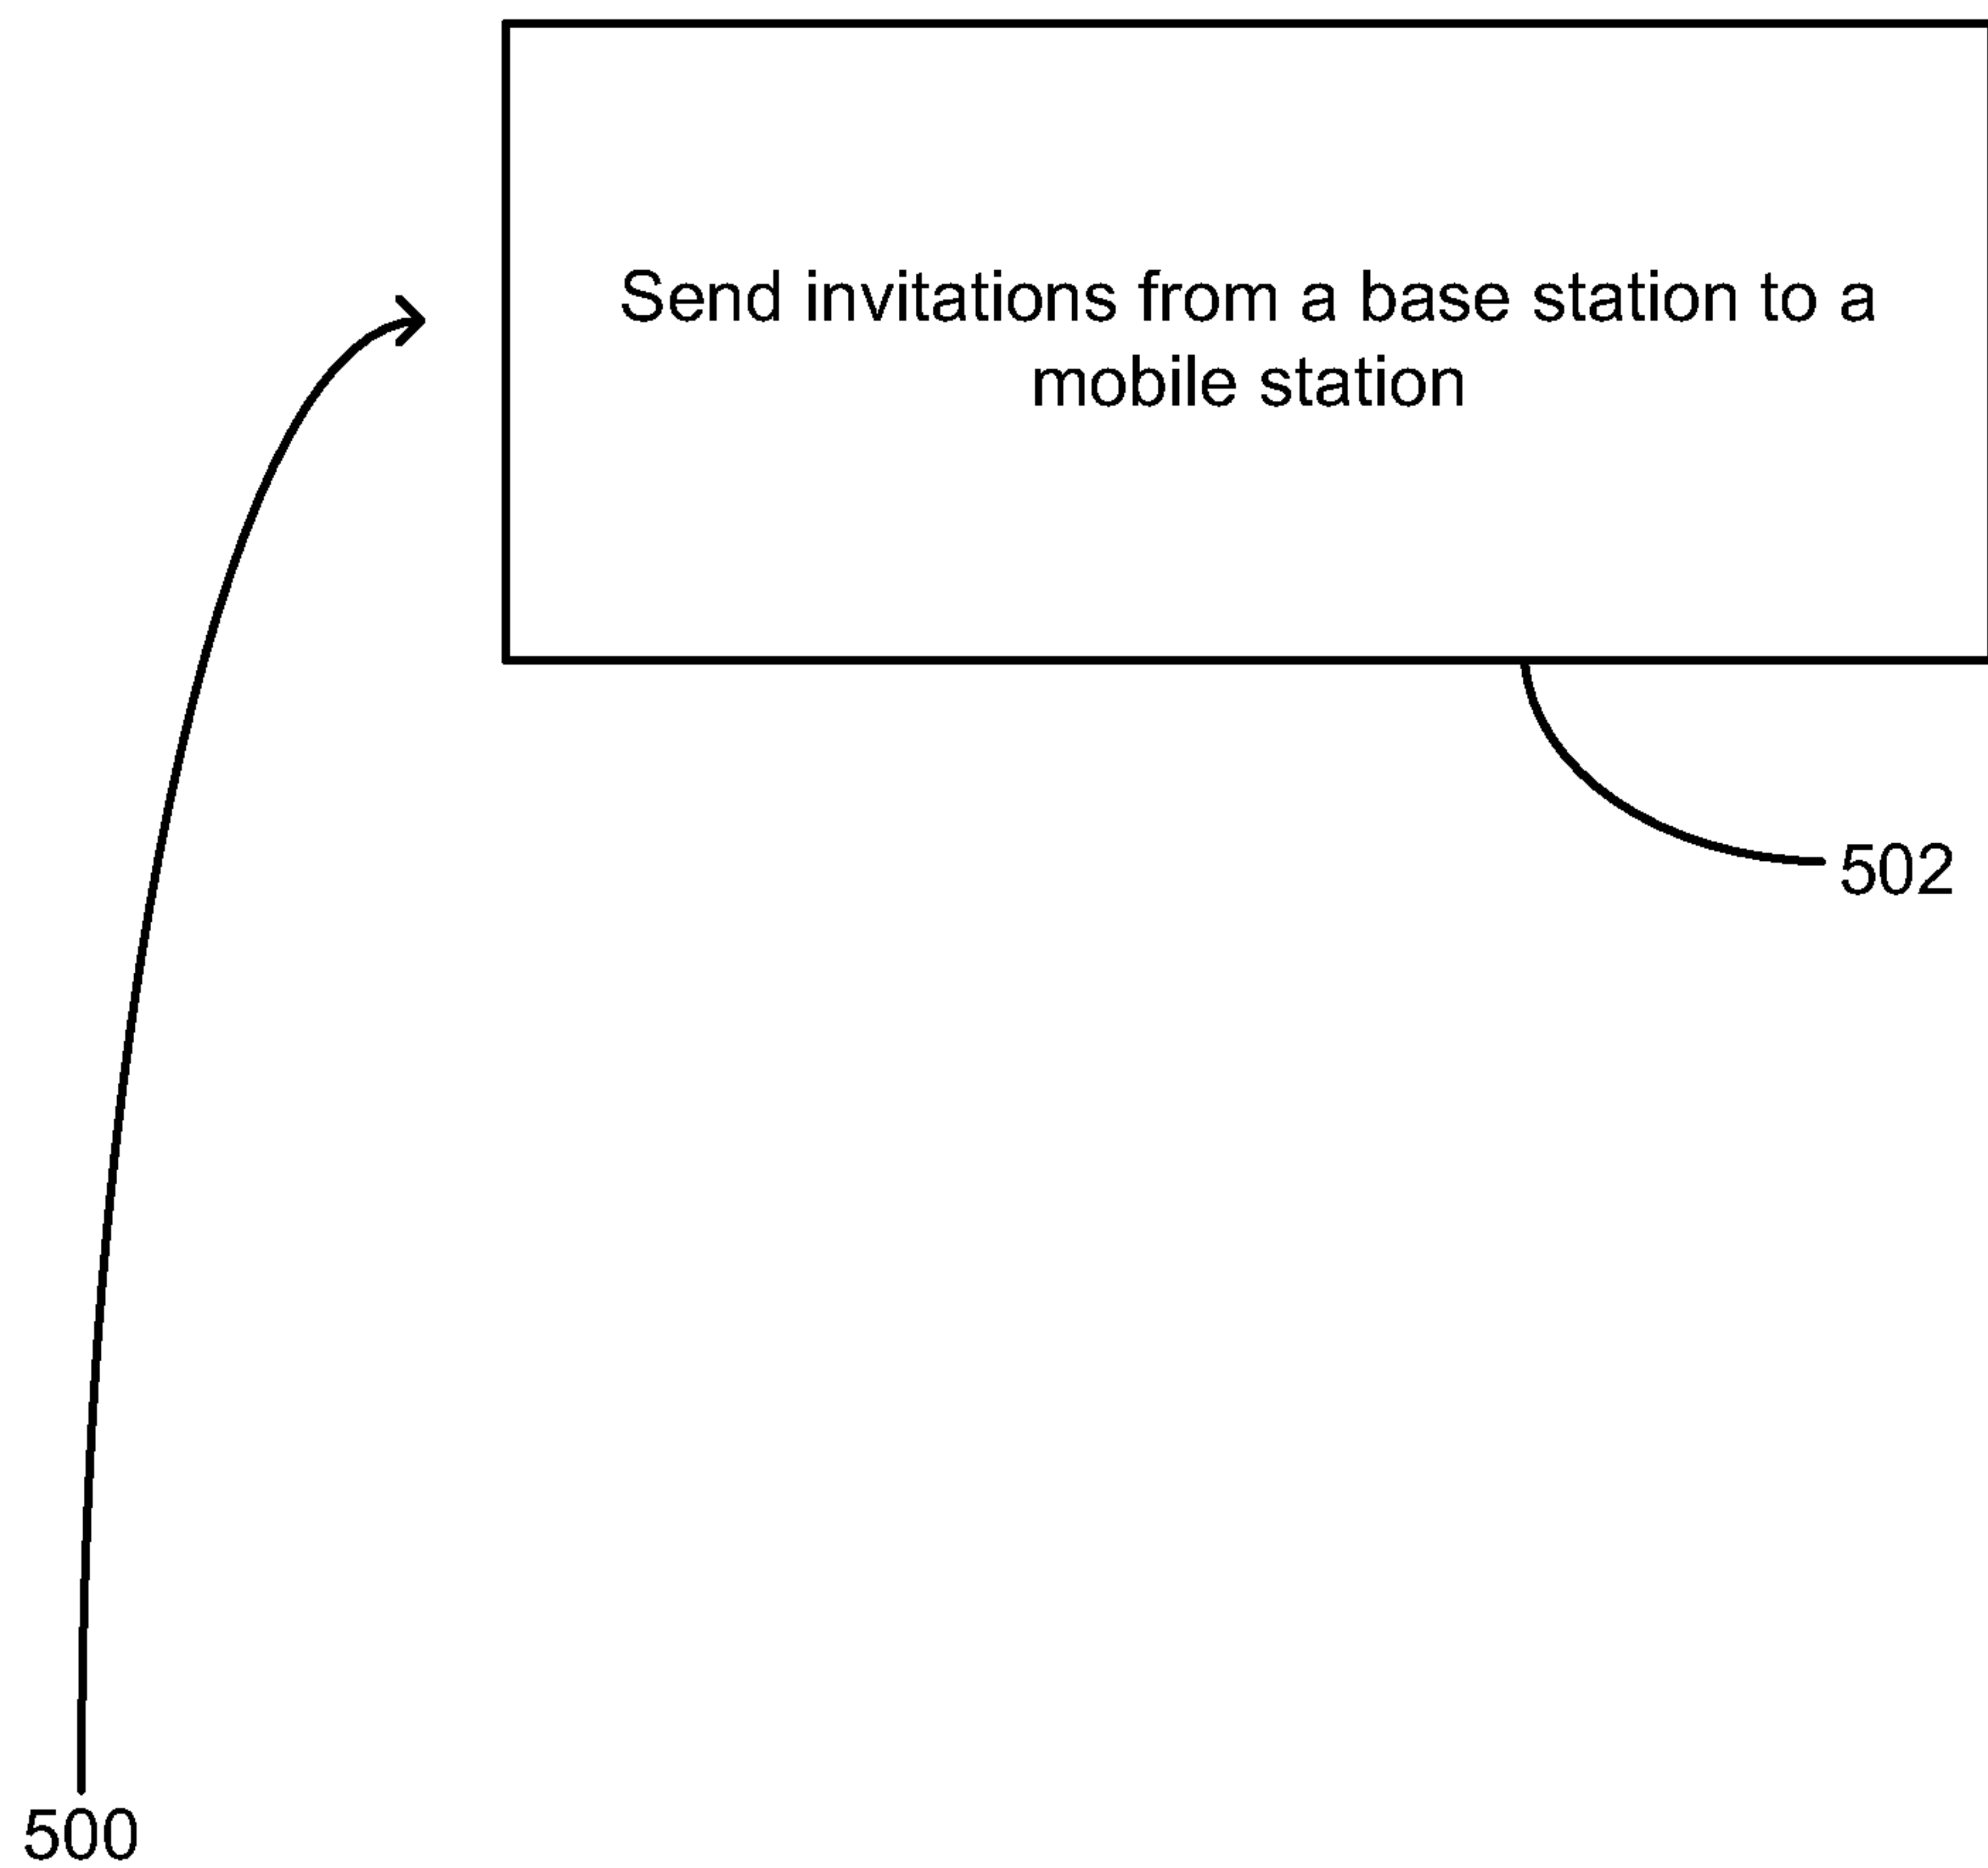 Send invitations from a base station to a
mobile station
502
500